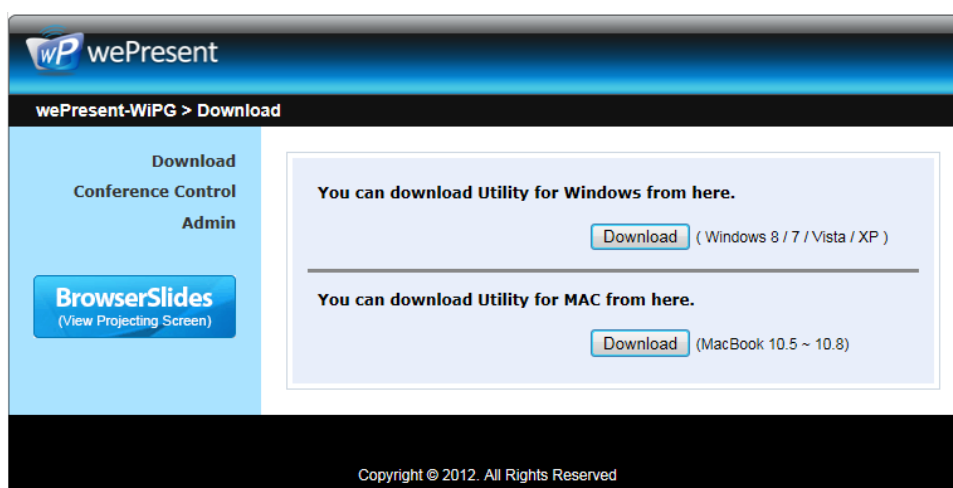 wP wePresent
wePresent-WiPG > Download
Download
Conference Control
Admin
BrowserSlides
(View Projecting Screen)
You can download Utility for Windows from here.
Download ( Windows 8 / 7 / Vista / XP )
You can download Utility for MAC from here.
Download (MacBook 10.5 ~ 10.8)
Copyright © 2012. All Rights Reserved